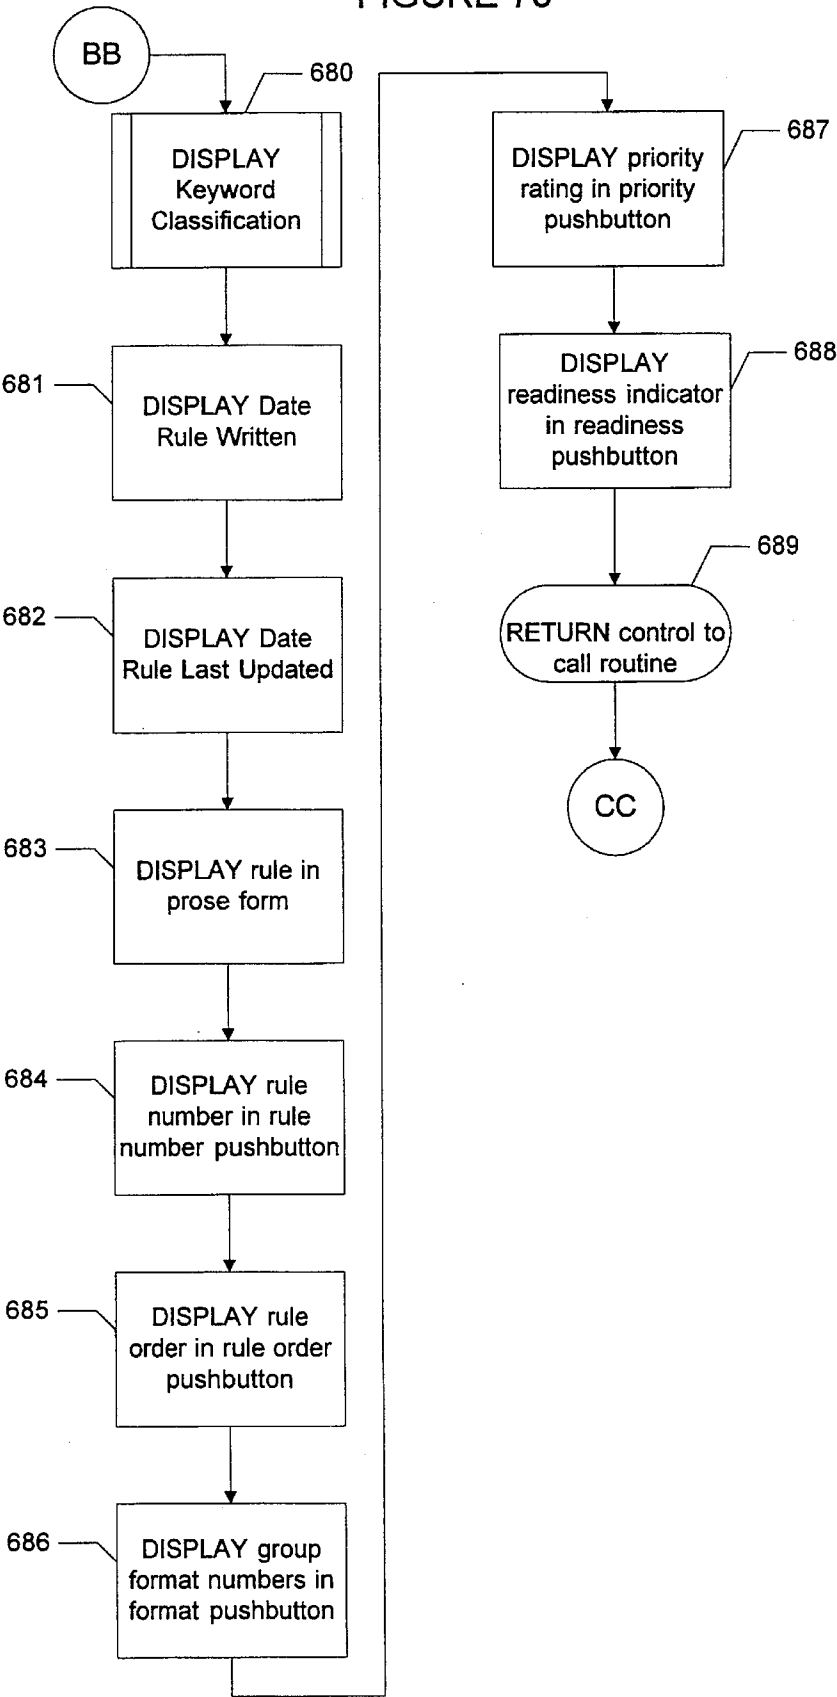 BB
680
DISPLAY
Keyword
Classification
681
DISPLAY Date
Rule Written
682
DISPLAY Date
Rule Last Updated
683
DISPLAY rule in
prose form
684
DISPLAY rule
number in rule
number pushbutton
685
DISPLAY rule
order in rule order
pushbutton
686
DISPLAY group
format numbers in
format pushbutton
687
DISPLAY priority
rating in priority
pushbutton
688
DISPLAY
readiness indicator
in readiness
pushbutton
689
RETURN control to
call routine
CC